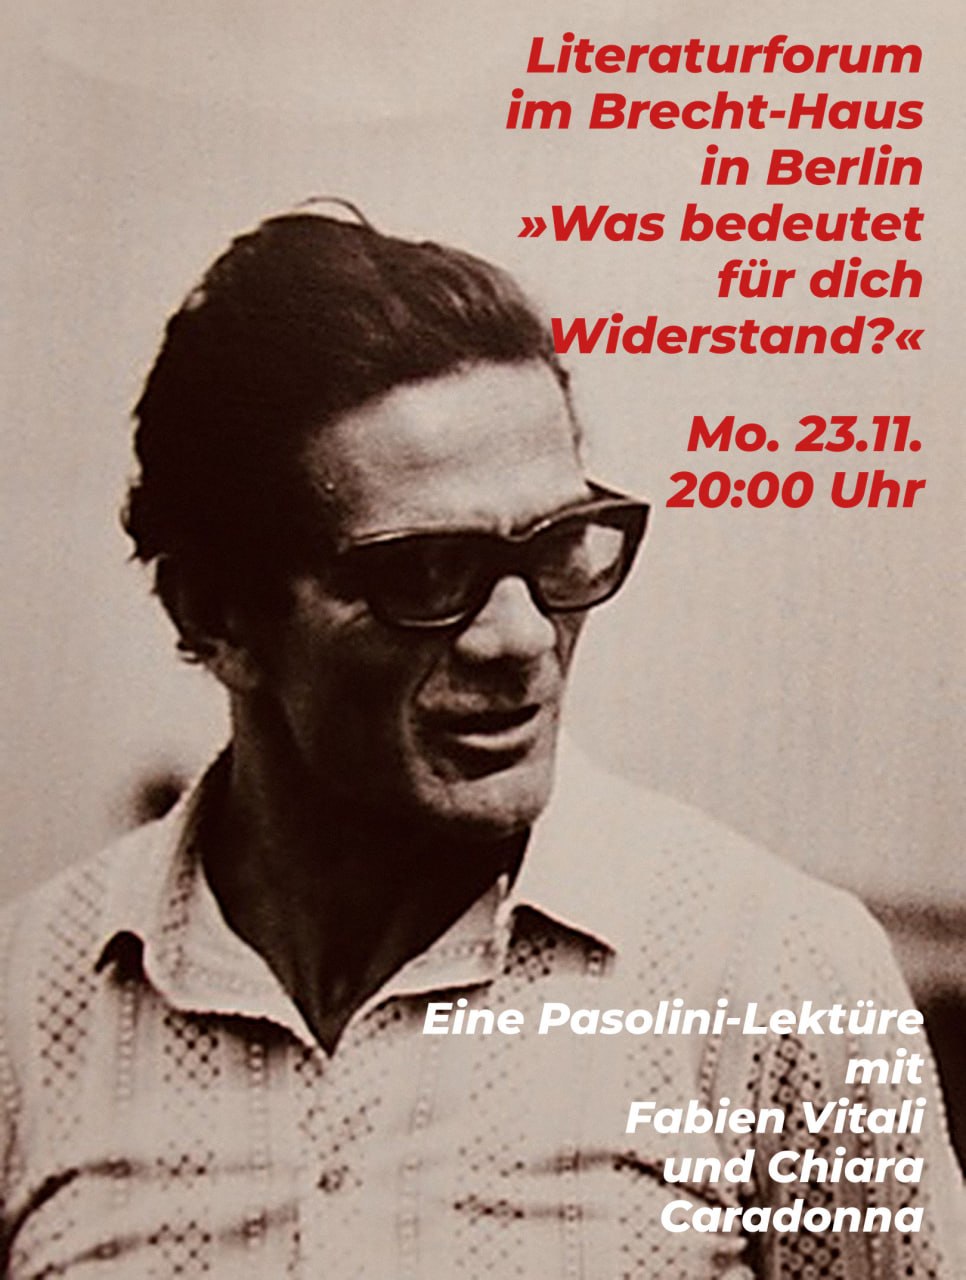 Literaturforum
im Brecht-Haus
in Berlin
»Was bedeutet
für dich
Widerstand?«
Mo. 23.11.
20:00 Uhr
Eine Pasolini-Lektüre
mit
Fabien Vitali
und Chiara
Caradonna